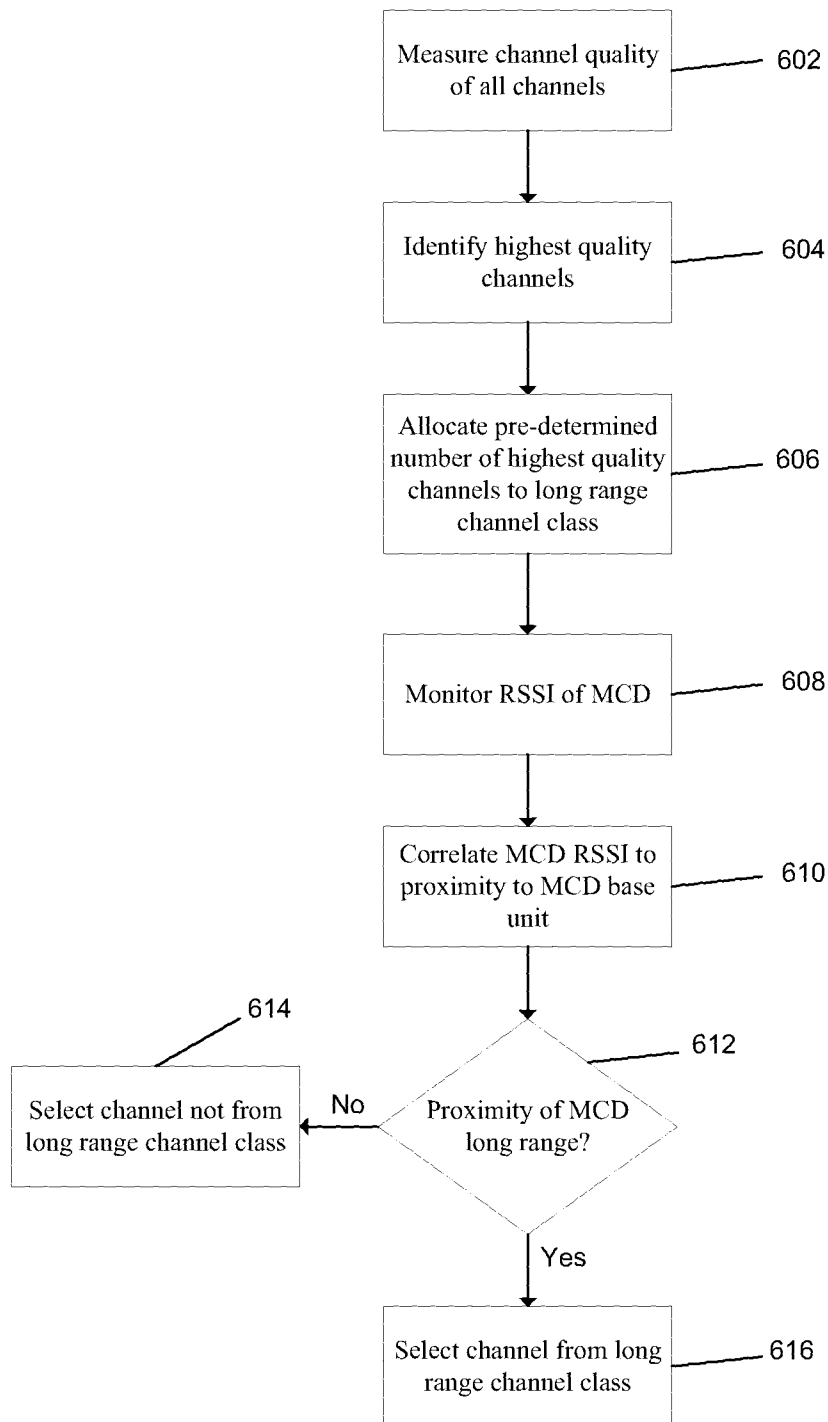 Measure channel quality
of all channels
602
Identify highest quality
channels
604
Allocate pre-determined
number of highest quality
channels to long range
channel class
606
Monitor RSSI of MCD
608
Correlate MCD RSSI to
proximity to MCD base
unit
610
614
612
Select channel not from
long range channel class
No
Proximity of MCD
long range?
Yes
Select channel from long
range channel class
616